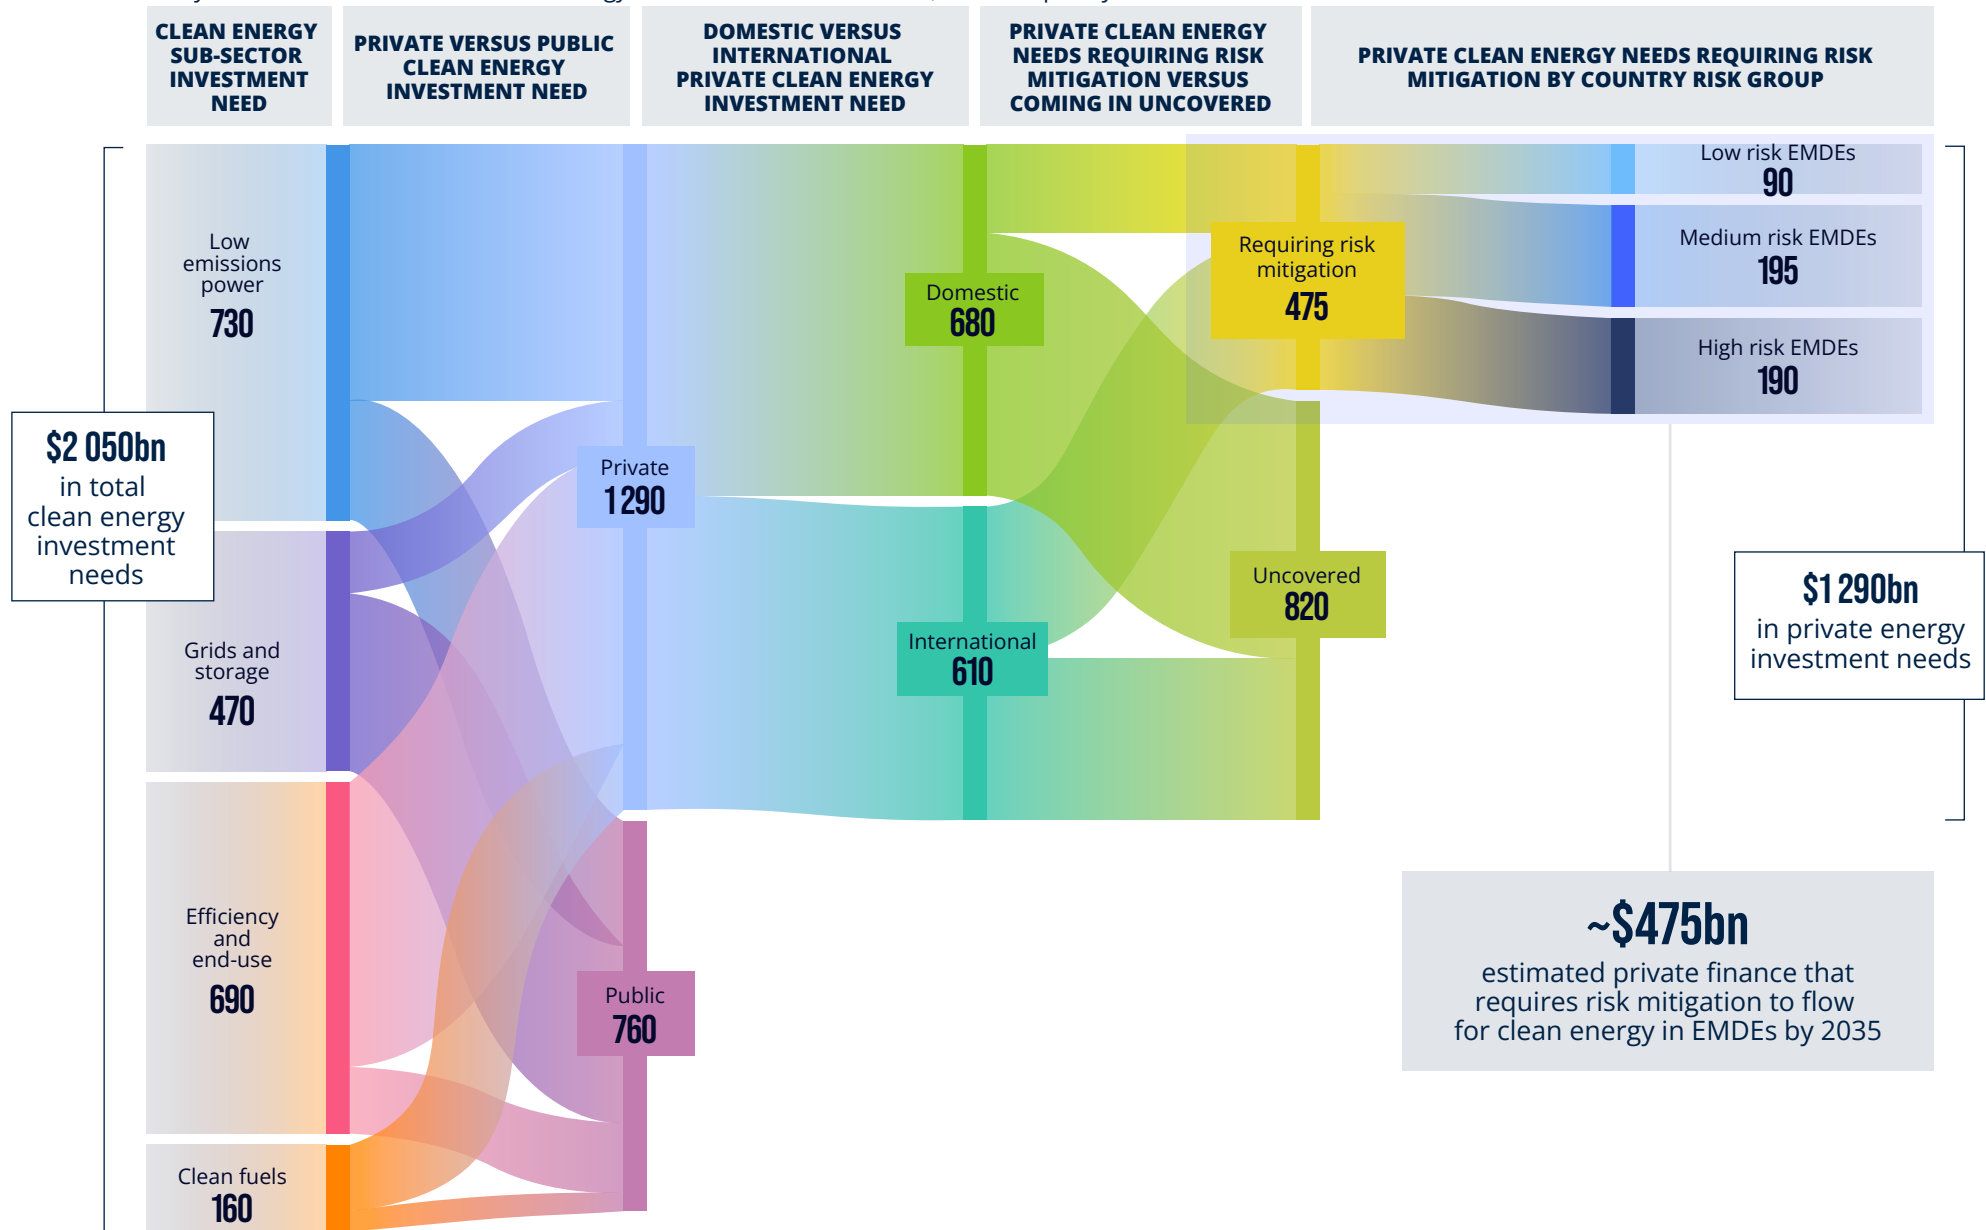 CLEAN ENERGY
SUB-SECTOR
INVESTMENT
NEED
PRIVATE VERSUS PUBLIC
CLEAN ENERGY
INVESTMENT NEED
DOMESTIC VERSUS
INTERNATIONAL
PRIVATE CLEAN ENERGY
INVESTMENT NEED
PRIVATE CLEAN ENERGY
NEEDS REQUIRING RISK
MITIGATION VERSUS
COMING IN UNCOVERED
PRIVATE CLEAN ENERGY NEEDS REQUIRING RISK
MITIGATION BY COUNTRY RISK GROUP
$2 050bn
in total
clean energy
investment
needs
Low
emissions
power
730
Grids and
storage
470
Efficiency
and
end-use
690
Clean fuels
160
Private
1 290
Public
760
Domestic
680
International
610
Requiring risk
mitigation
475
Uncovered
820
Low risk EMDEs
90
Medium risk EMDEs
195
High risk EMDEs
190
$1 290bn
in private energy
investment needs
~$475bn
estimated private finance that
requires risk mitigation to flow
for clean energy in EMDEs by 2035